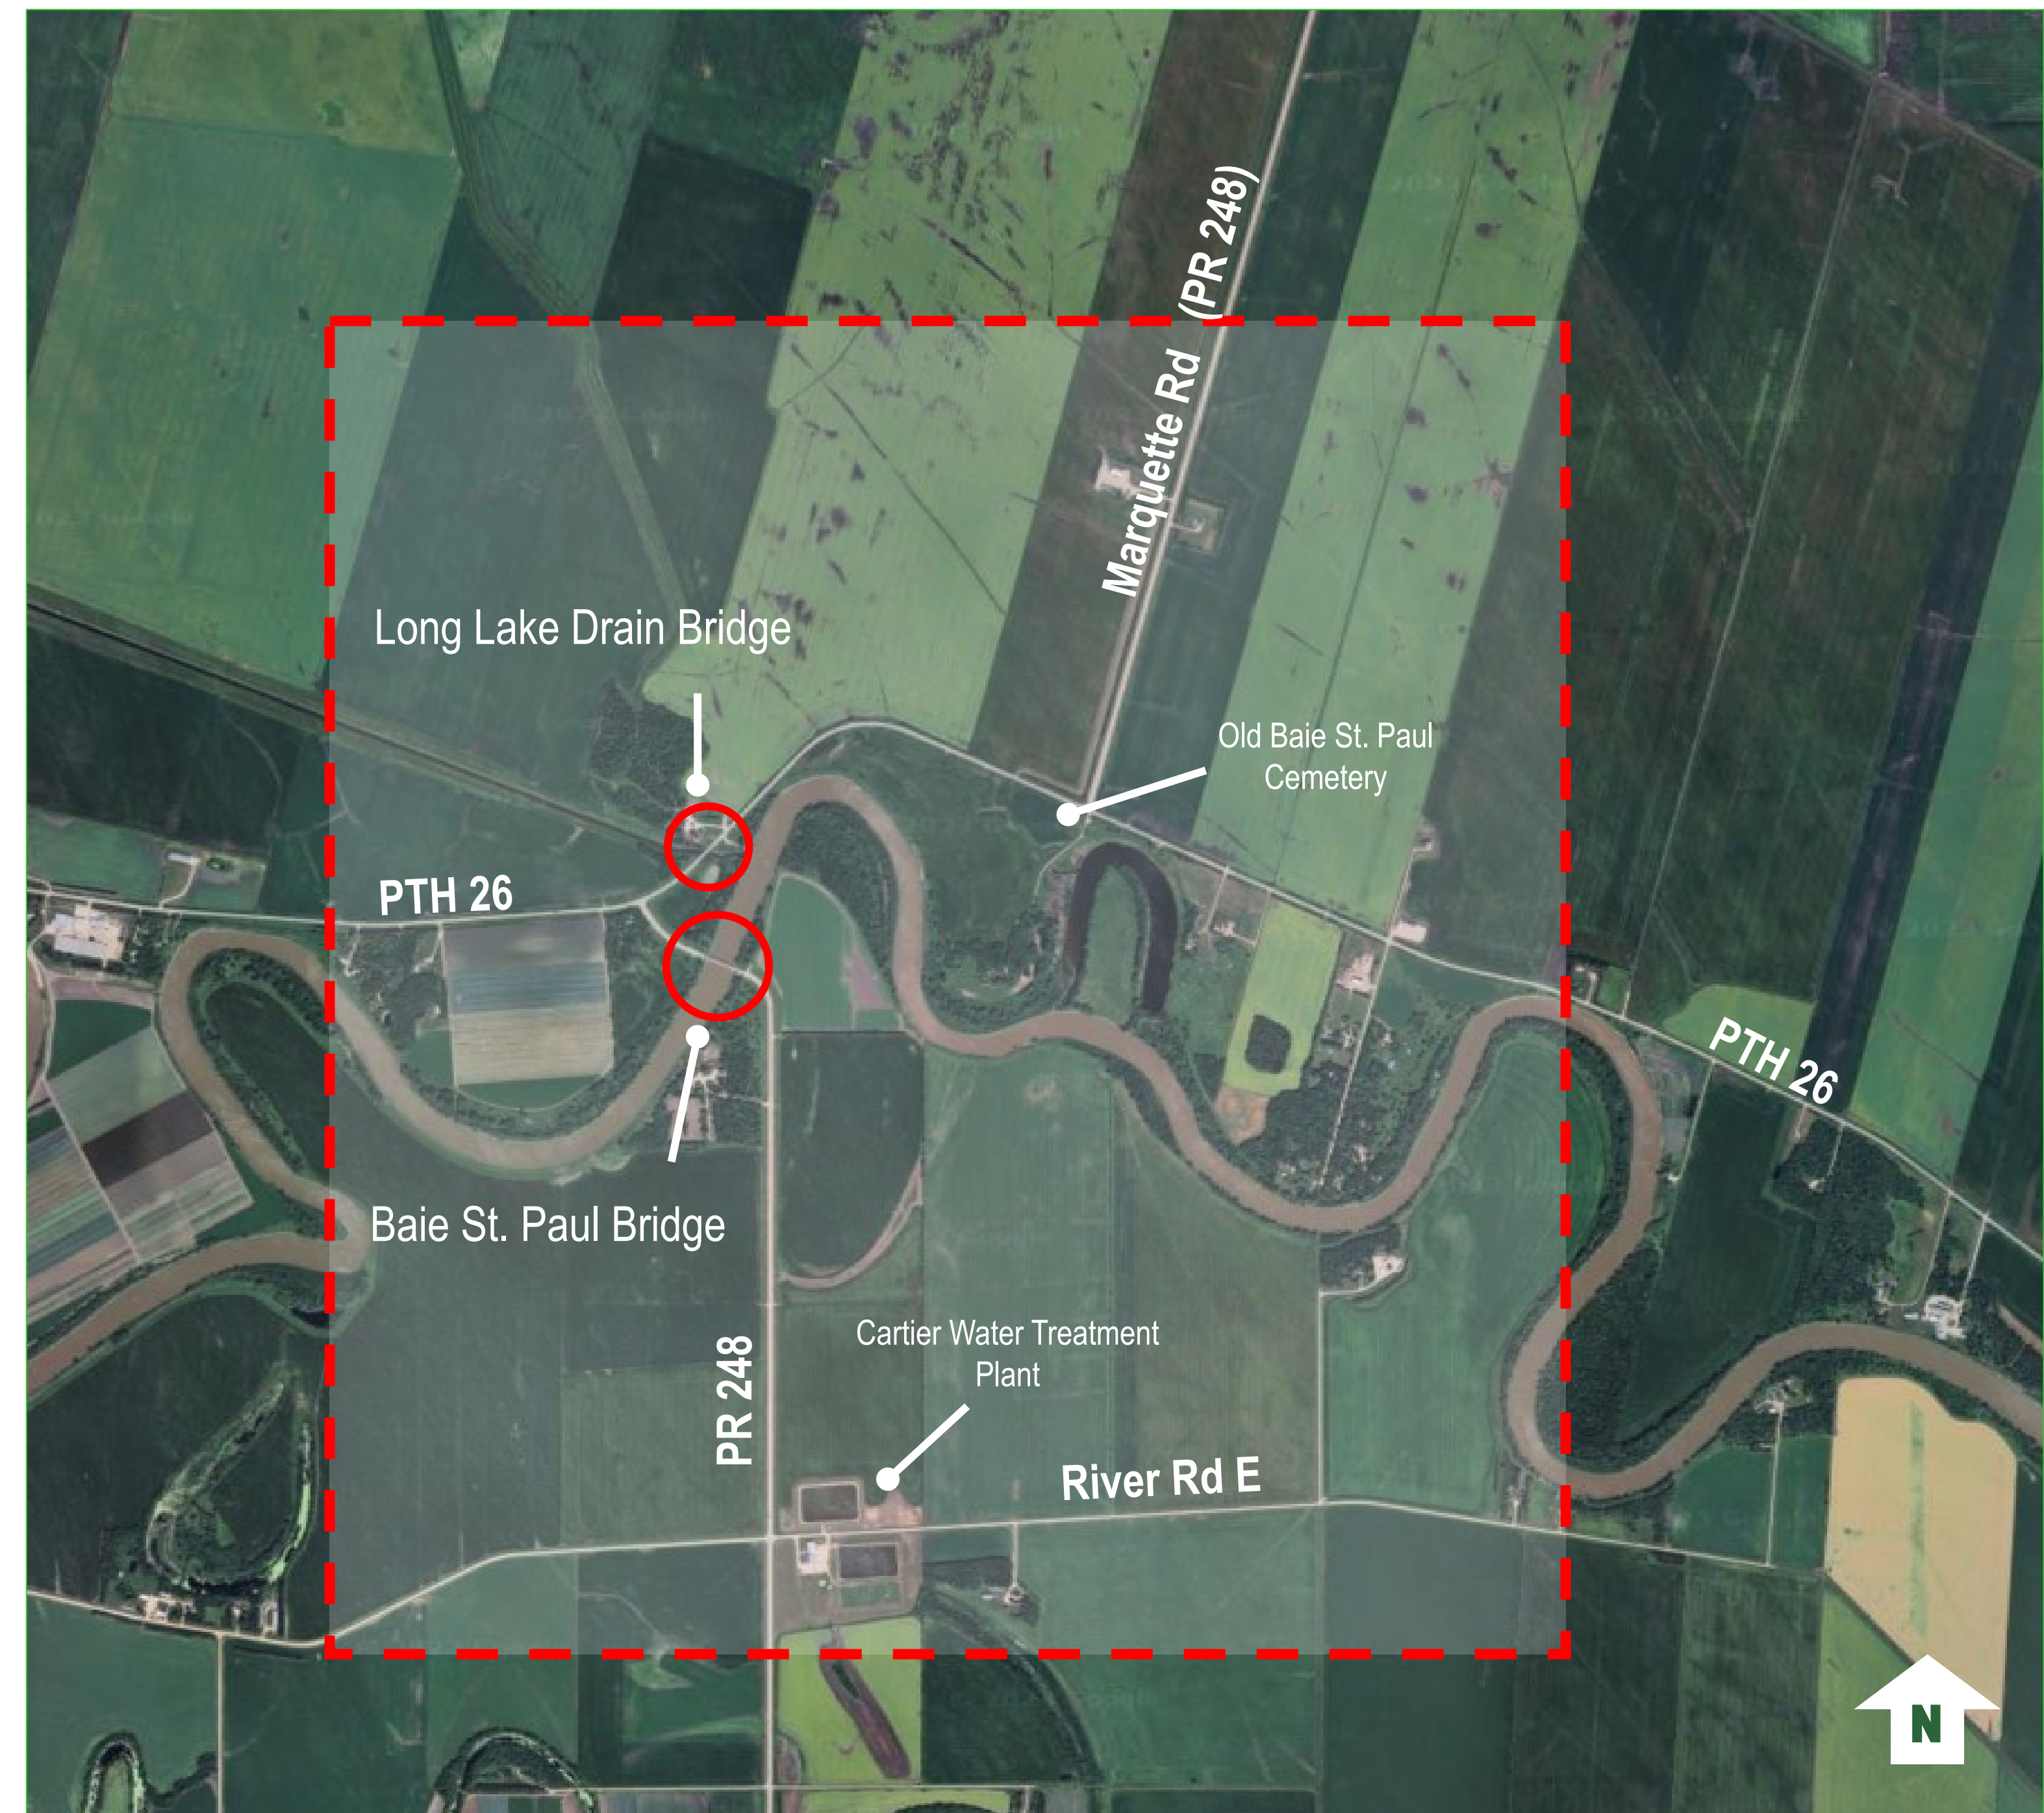 Marquette Rd (PR 248)
Long Lake Drain Bridge
Old Baie St. Paul
Cemetery
PTH 26
PTH 26
Baie St. Paul Bridge
Cartier Water Treatment
Plant
PR 248
River Rd E
N